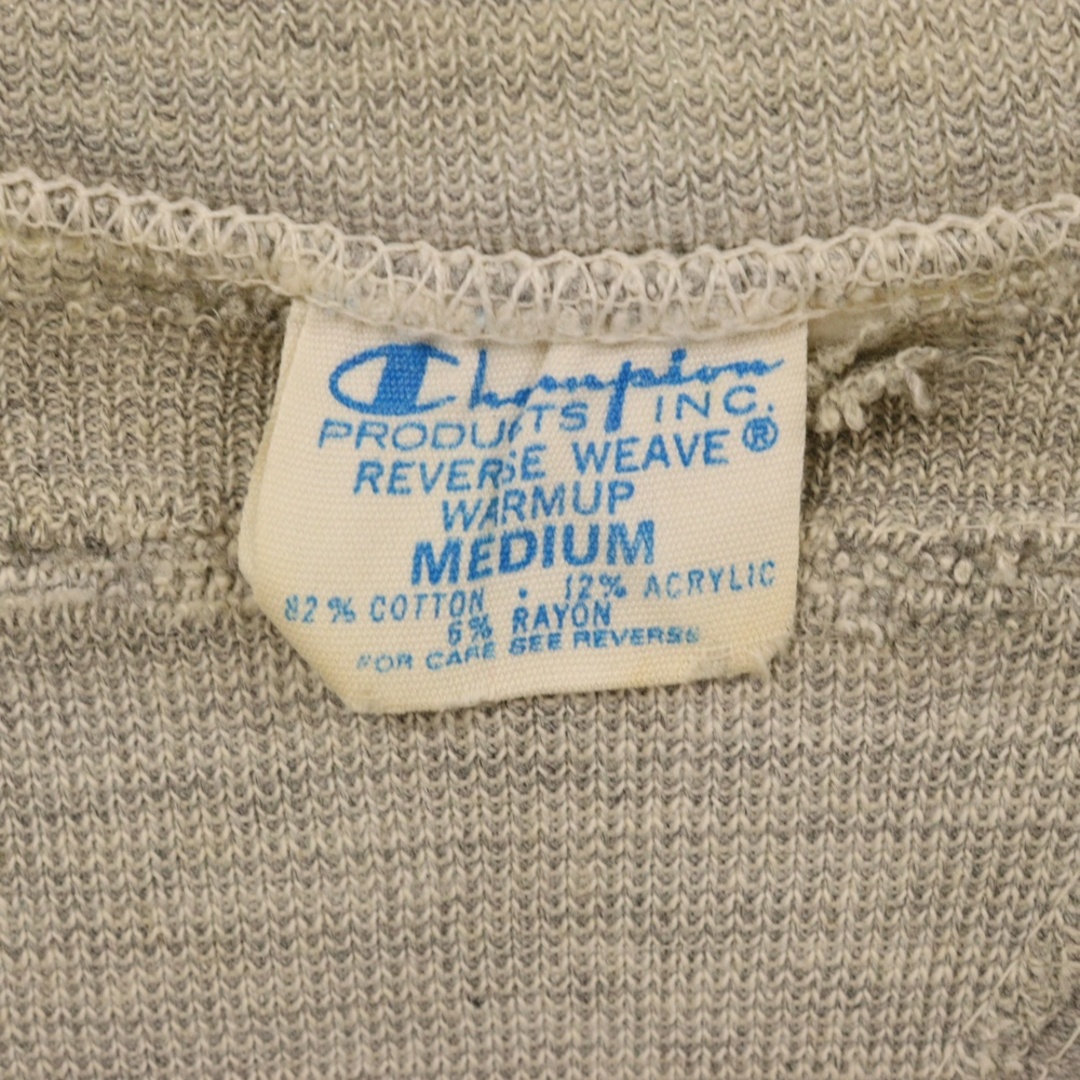 Champion
PRODUCTS INC.
REVERSE WEAVE ®
WARMUP
MEDIUM
82% COTTON • 12% ACRYLIC
6% RAYON
FOR CARE SEE REVERSE